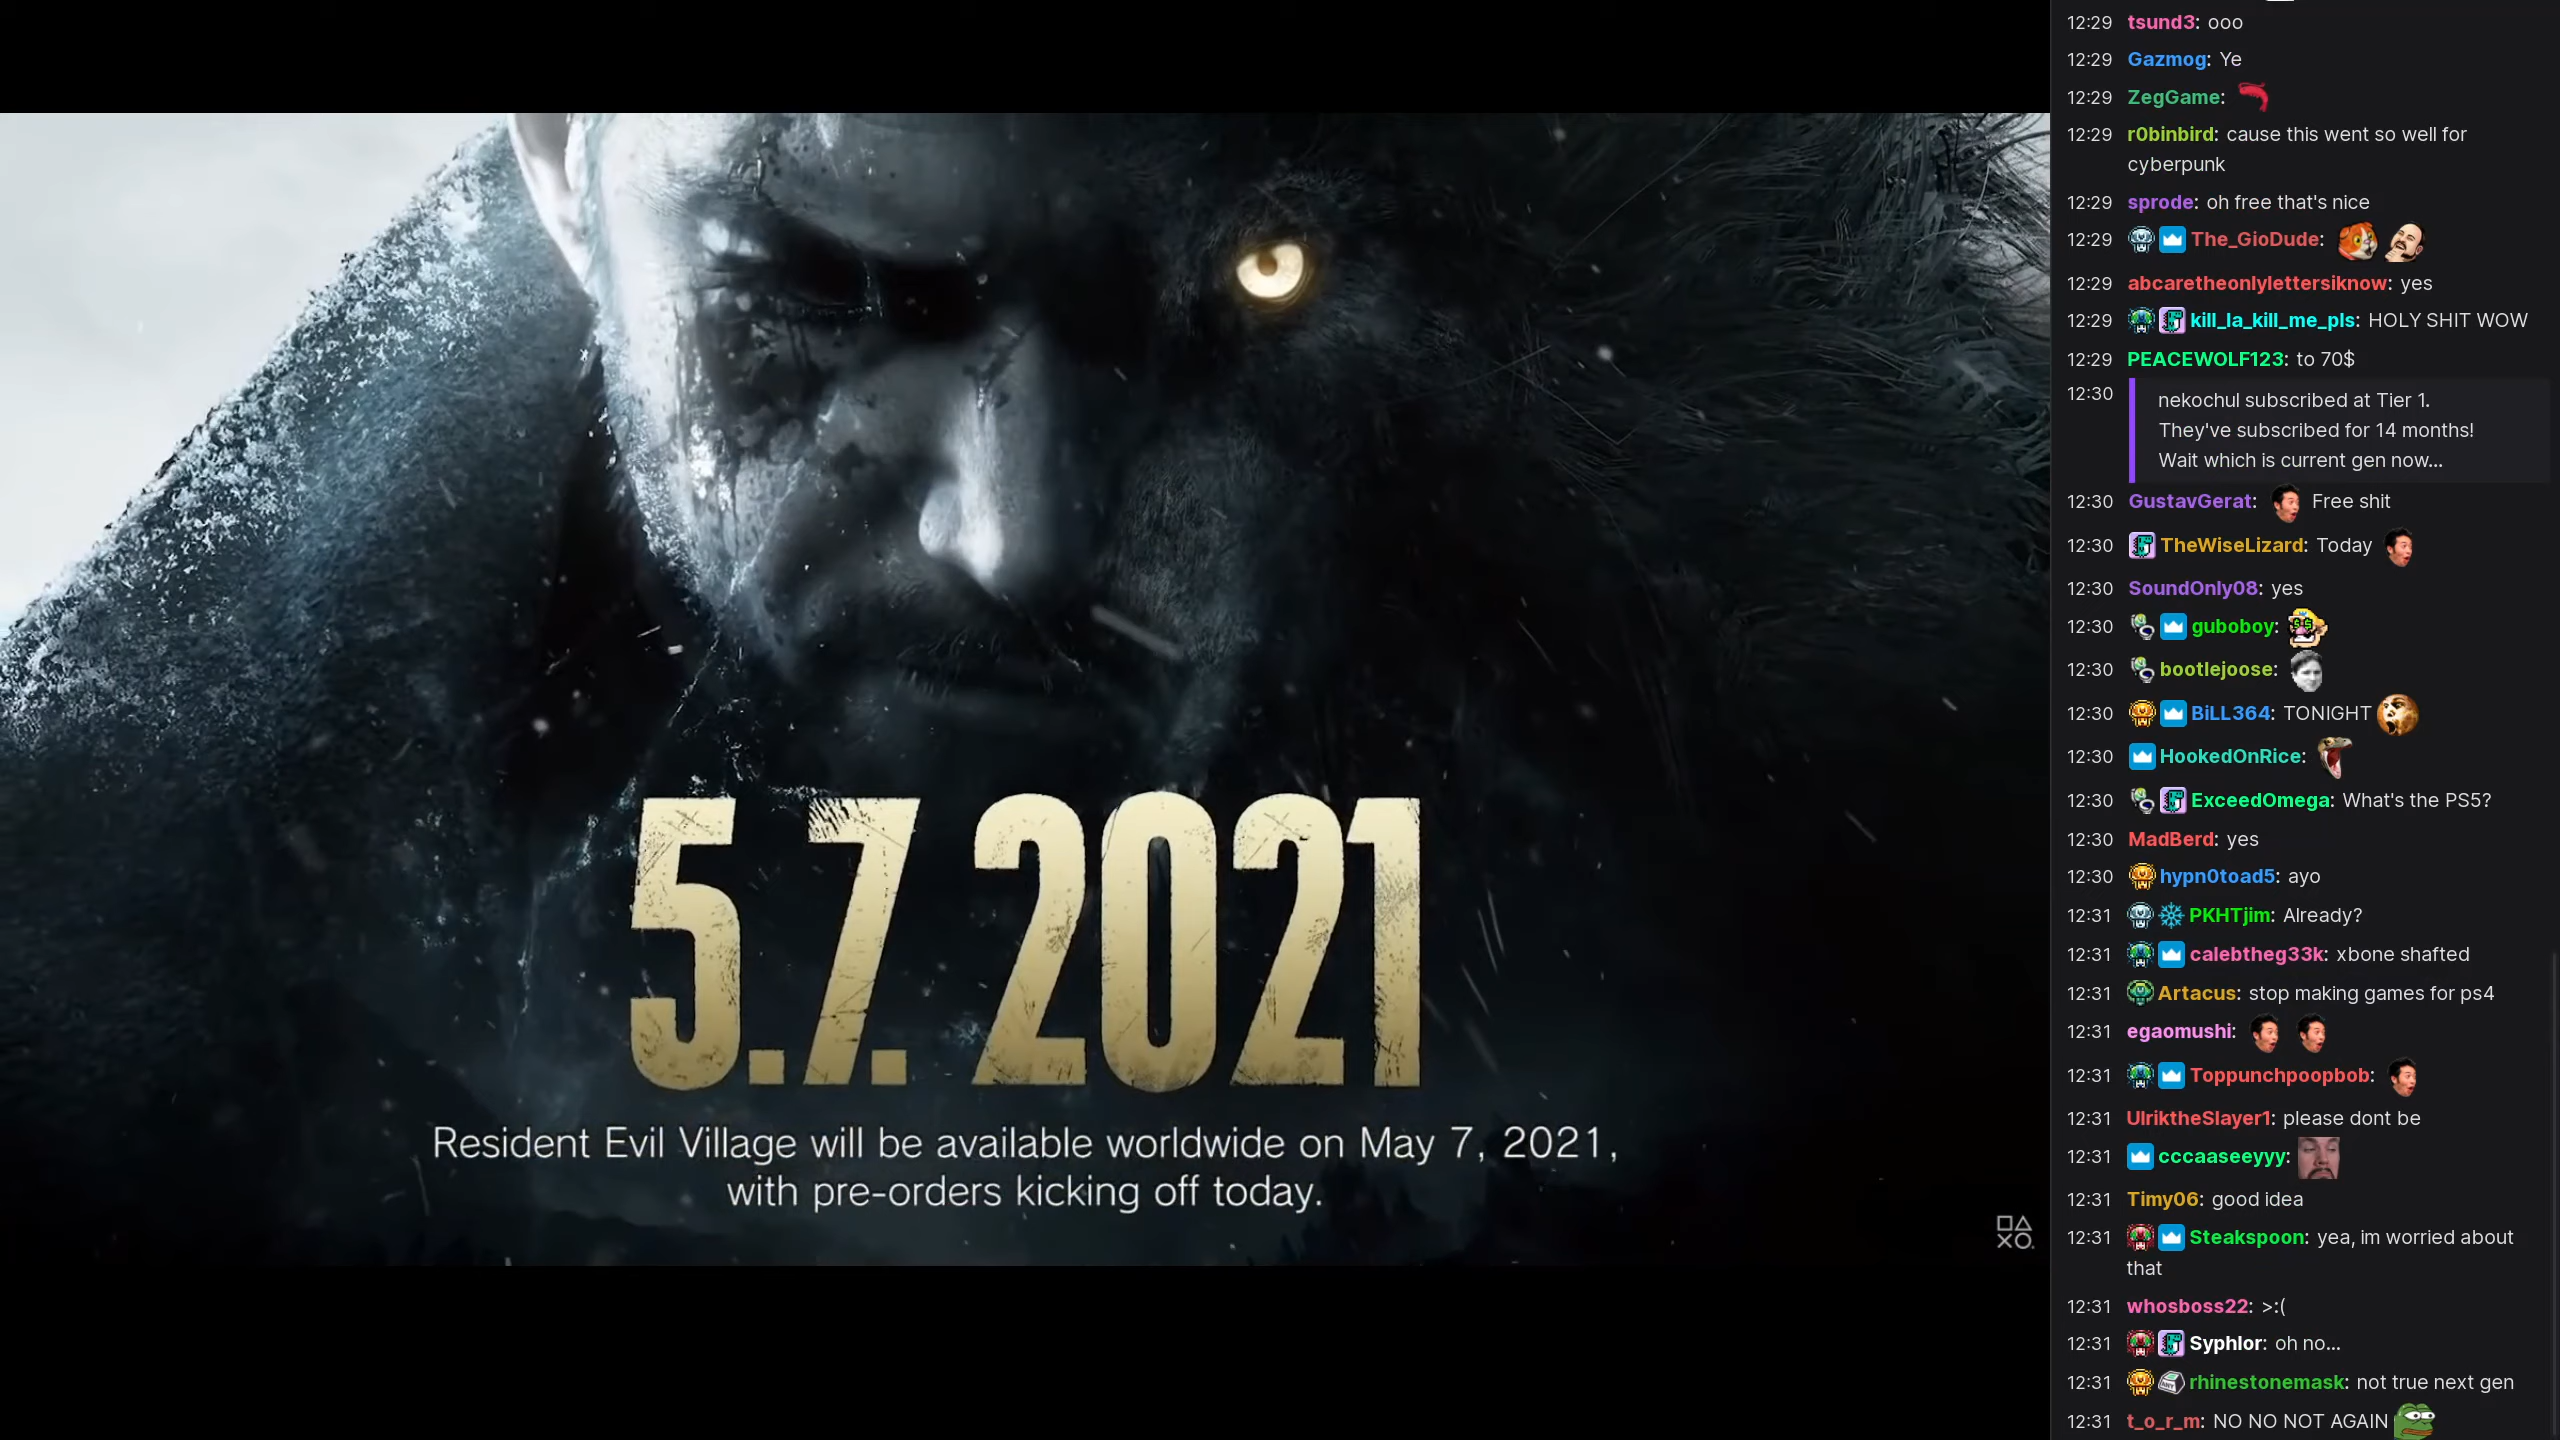 5.7.2021
Resident Evil Village will be available worldwide on May 7, 2021,
with pre-orders kicking off today.
12:29 tsund3: ooo
12:29 Gazmog: Ye
12:29 ZegGame:
12:29 r0binbird: cause this went so well for
cyberpunk
12:29 sprode: oh free that's nice
12:29 The_GioDude:
12:29 abcaretheonlylettersiknow: yes
12:29 kill_la_kill_me_pls: HOLY SHIT WOW
12:29 PEACEWOLF123: to 70$
12:30 nekochul subscribed at Tier 1.
They've subscribed for 14 months!
Wait which is current gen now...
12:30 GustavGerat: Free shit
12:30 TheWiseLizard: Today
12:30 SoundOnly08: yes
12:30 guboboy:
12:30 bootlejoose:
12:30 BiLL364: TONIGHT
12:30 HookedOnRice:
12:30 ExceedOmega: What's the PS5?
12:30 MadBerd: yes
12:30 hypn0toad5: ayo
12:31 PKHTjim: Already?
12:31 calebtheg33k: xbone shafted
12:31 Artacus: stop making games for ps4
12:31 egaomushi:
12:31 Toppunchpoopbob:
12:31 UlriktheSlayer1: please dont be
12:31 cccaaseeyyy:
12:31 Timy06: good idea
12:31 Steakspoon: yea, im worried about
that
12:31 whosboss22: >:(
12:31 Syphlor: oh no...
12:31 rhinestonemask: not true next gen
12:31 t_o_r_m: NO NO NOT AGAIN